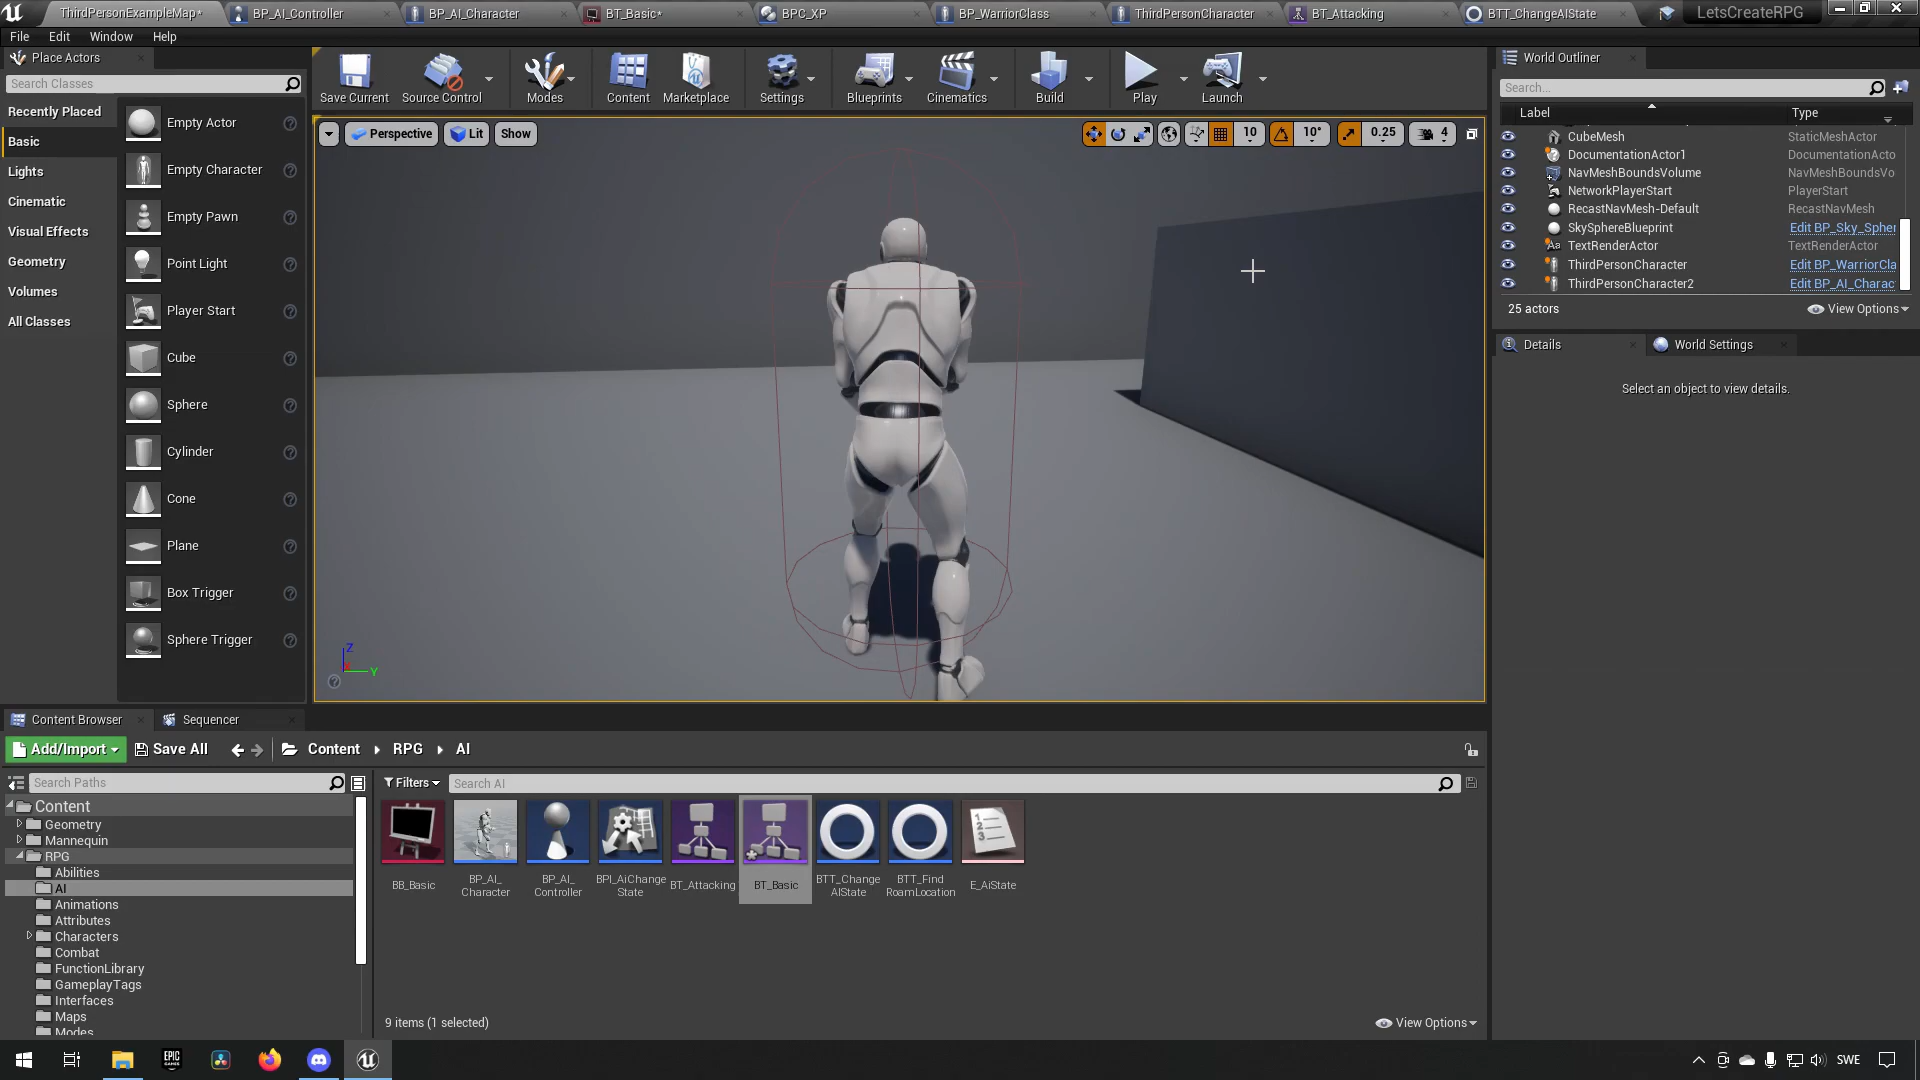 ThirdPersonExampleMap*
BP_AI_Controller
BP_AI_Character
BT_Basic*
BPC_XP
BP_WarriorClass
ThirdPersonCharacter
BT_Attacking
BTT_ChangeAIState
LetsCreateRPG
File
Edit
Window
Help
Place Actors
Search Classes
Recently Placed
Basic
Lights
Cinematic
Visual Effects
Geometry
Volumes
All Classes
Empty Actor
Empty Character
Empty Pawn
Point Light
Player Start
Cube
Sphere
Cylinder
Cone
Plane
Box Trigger
Sphere Trigger
Save Current
Source Control
Modes
Content
Marketplace
Settings
Blueprints
Cinematics
Build
Play
Launch
Perspective
Lit
Show
10
10°
0.25
4
Z
X
Y
World Outliner
Search...
Label
Type
CubeMesh
StaticMeshActor
DocumentationActor1
DocumentationActo
NavMeshBoundsVolume
NavMeshBoundsVo
NetworkPlayerStart
PlayerStart
RecastNavMesh-Default
RecastNavMesh
SkySphereBlueprint
Edit BP_Sky_Spher
Aa TextRenderActor
TextRenderActor
ThirdPersonCharacter
Edit BP_WarriorCla
ThirdPersonCharacter2
Edit BP_AI_Charac
25 actors
View Options
Details
World Settings
Select an object to view details.
Content Browser
Sequencer
Add/Import
Save All
Content
RPG
AI
Search Paths
Filters
Search AI
Content
Geometry
Mannequin
RPG
Abilities
AI
Animations
Attributes
Characters
Combat
FunctionLibrary
GameplayTags
Interfaces
Maps
Modes
BB_Basic
BP_AI_
Character
BP_AI_
Controller
BPI_AiChange
State
BT_Attacking
BT_Basic
BTT_Change
AIState
BTT_Find
RoamLocation
E_AiState
9 items (1 selected)
View Options
EPIC
GAMES
SWE